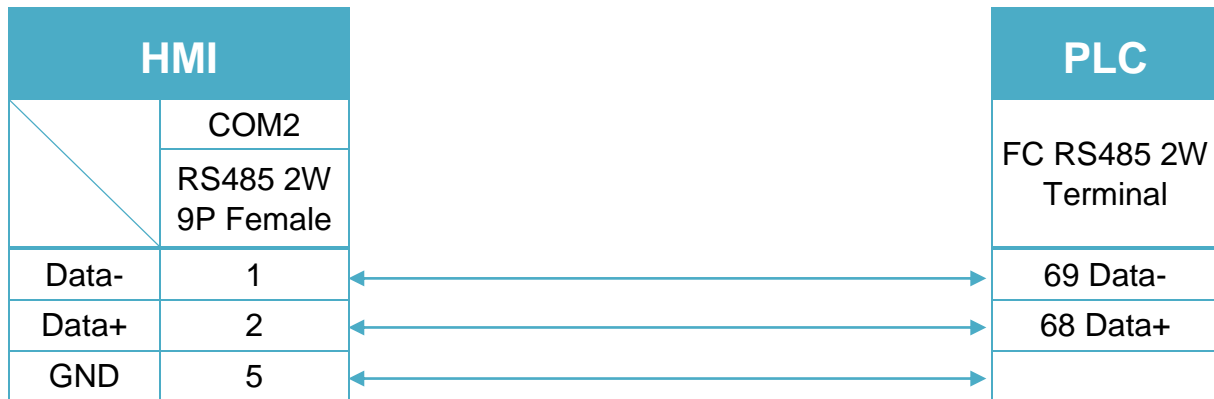 HMI
PLC
COM2
RS485 2W
9P Female
FC RS485 2W
Terminal
Data- 1 69 Data-
Data+ 2 68 Data+
GND 5